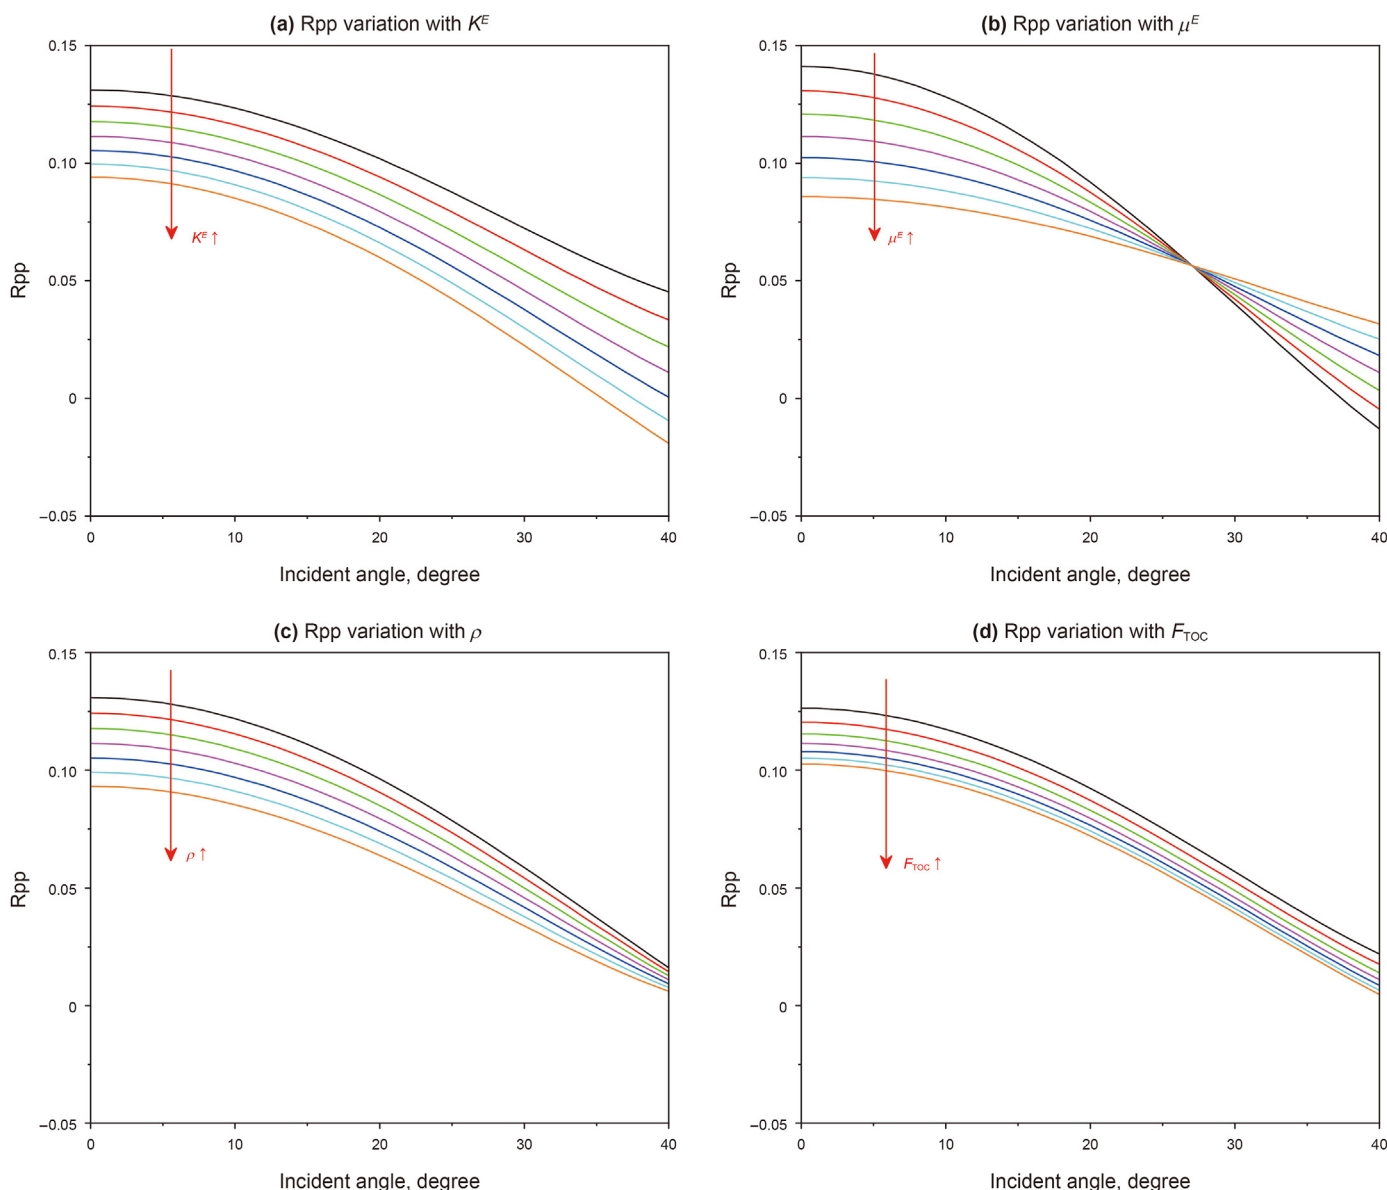 (a) Rpp variation with Kᴱ
0.15
0.10
0.05
0
–0.05
Rpp
Kᴱ ↑
0 10 20 30 40
Incident angle, degree
(b) Rpp variation with μᴱ
0.15
0.10
0.05
0
–0.05
Rpp
μᴱ ↑
0 10 20 30 40
Incident angle, degree
(c) Rpp variation with ρ
0.15
0.10
0.05
0
–0.05
Rpp
ρ ↑
0 10 20 30 40
Incident angle, degree
(d) Rpp variation with F_TOC
0.15
0.10
0.05
0
–0.05
Rpp
F_TOC ↑
0 10 20 30 40
Incident angle, degree